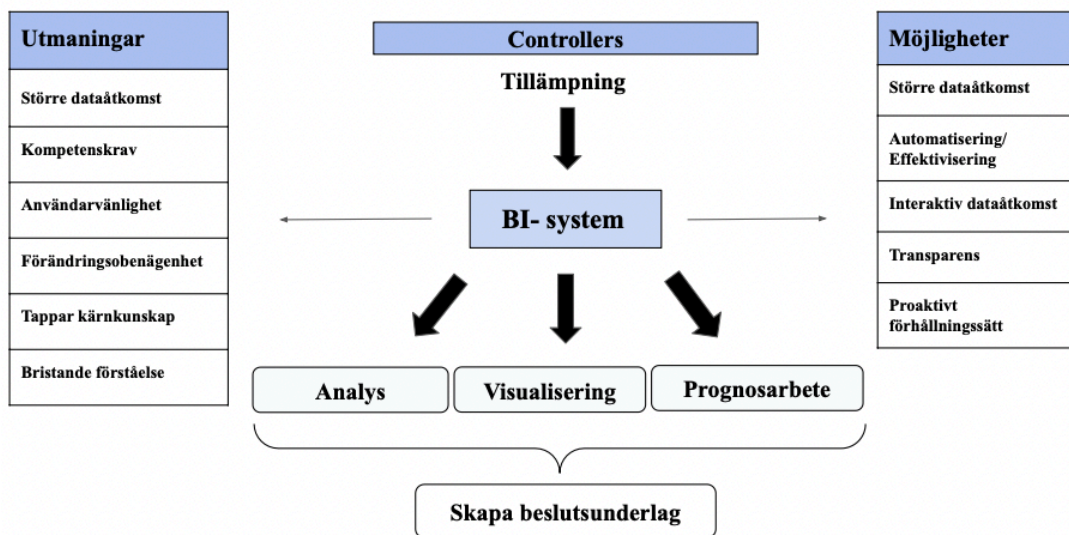 Utmaningar
Större dataåtkomst
Kompetenskrav
Användarvänlighet
Förändringsobenägenhet
Tappar kärnkunskap
Bristande förståelse
Controllers
Tillämpning
BI- system
Analys
Visualisering
Prognosarbete
Skapa beslutsunderlag
Möjligheter
Större dataåtkomst
Automatisering/
Effektivisering
Interaktiv dataåtkomst
Transparens
Proaktivt
förhållningssätt